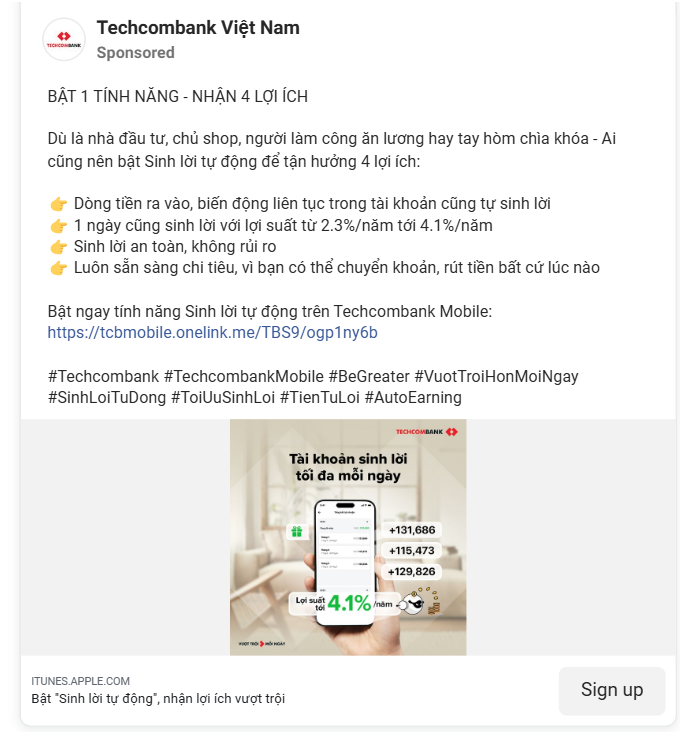 Techcombank Việt Nam
Sponsored
TECHCOMBANK
BẬT 1 TÍNH NĂNG - NHẬN 4 LỢI ÍCH
Dù là nhà đầu tư, chủ shop, người làm công ăn lương hay tay hòm chìa khóa - Ai
cũng nên bật Sinh lời tự động để tận hưởng 4 lợi ích:
👉 Dòng tiền ra vào, biến động liên tục trong tài khoản cũng tự sinh lời
👉 1 ngày cũng sinh lời với lợi suất từ 2.3%/năm tới 4.1%/năm
👉 Sinh lời an toàn, không rủi ro
👉 Luôn sẵn sàng chi tiêu, vì bạn có thể chuyển khoản, rút tiền bất cứ lúc nào
Bật ngay tính năng Sinh lời tự động trên Techcombank Mobile:
https://tcbmobile.onelink.me/TBS9/ogp1ny6b
#Techcombank #TechcombankMobile #BeGreater #VuotTroiHonMoiNgay
#SinhLoiTuDong #ToiUuSinhLoi #TienTuLoi #AutoEarning
TECHCOMBANK
Tài khoản sinh lời
tối đa mỗi ngày
+131,686
+115,473
+129,826
Lợi suất
tới 4.1%/năm
VƯỢT TRỘI MỖI NGÀY
ITUNES.APPLE.COM
Bật "Sinh lời tự động", nhận lợi ích vượt trội
Sign up